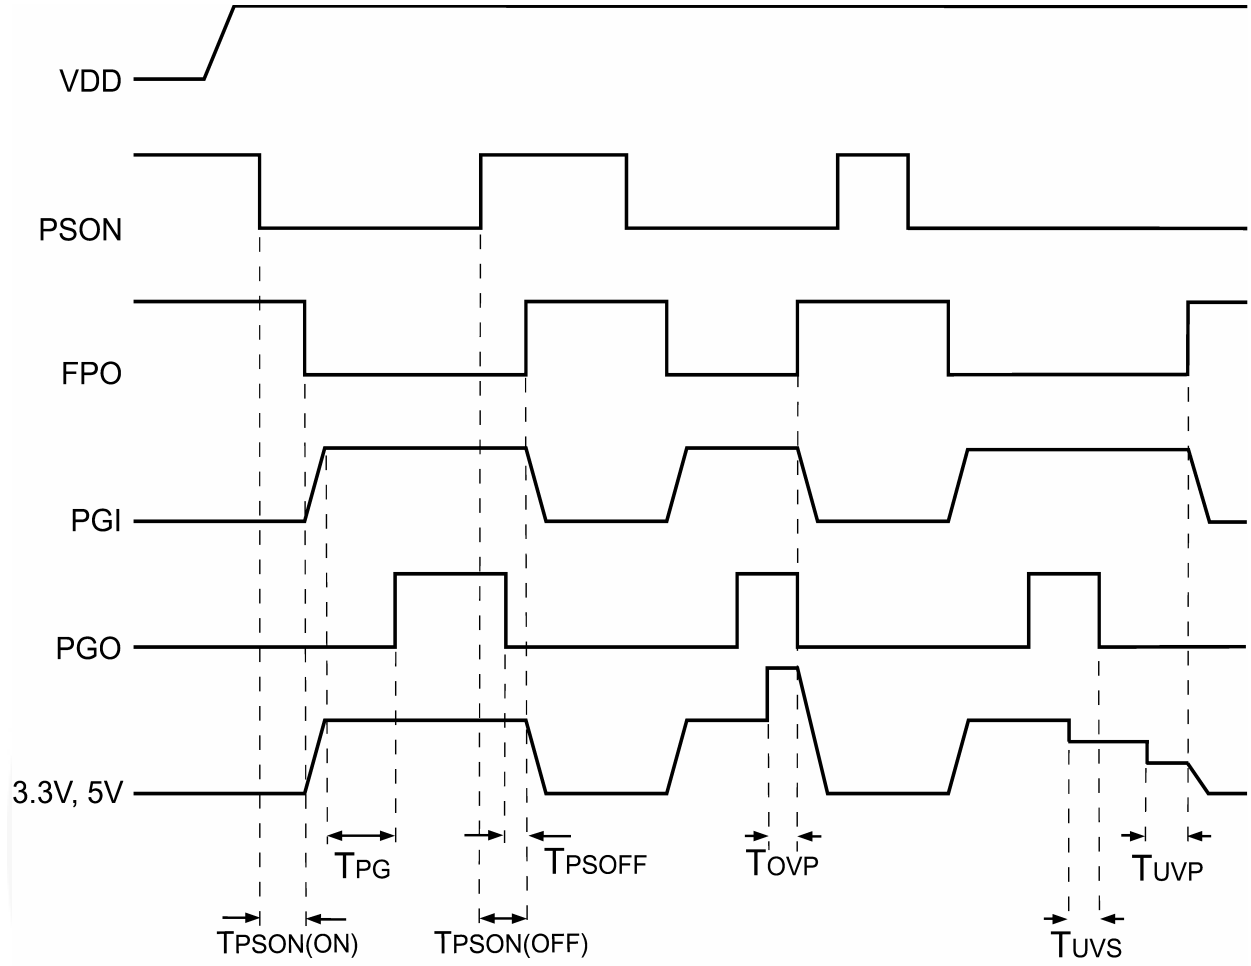 VDD
PSON
FPO
PGI
PGO
3.3V, 5V
TPG
TPSOFF
TOVP
TUVP
TPSON(ON)
TPSON(OFF)
TUVS